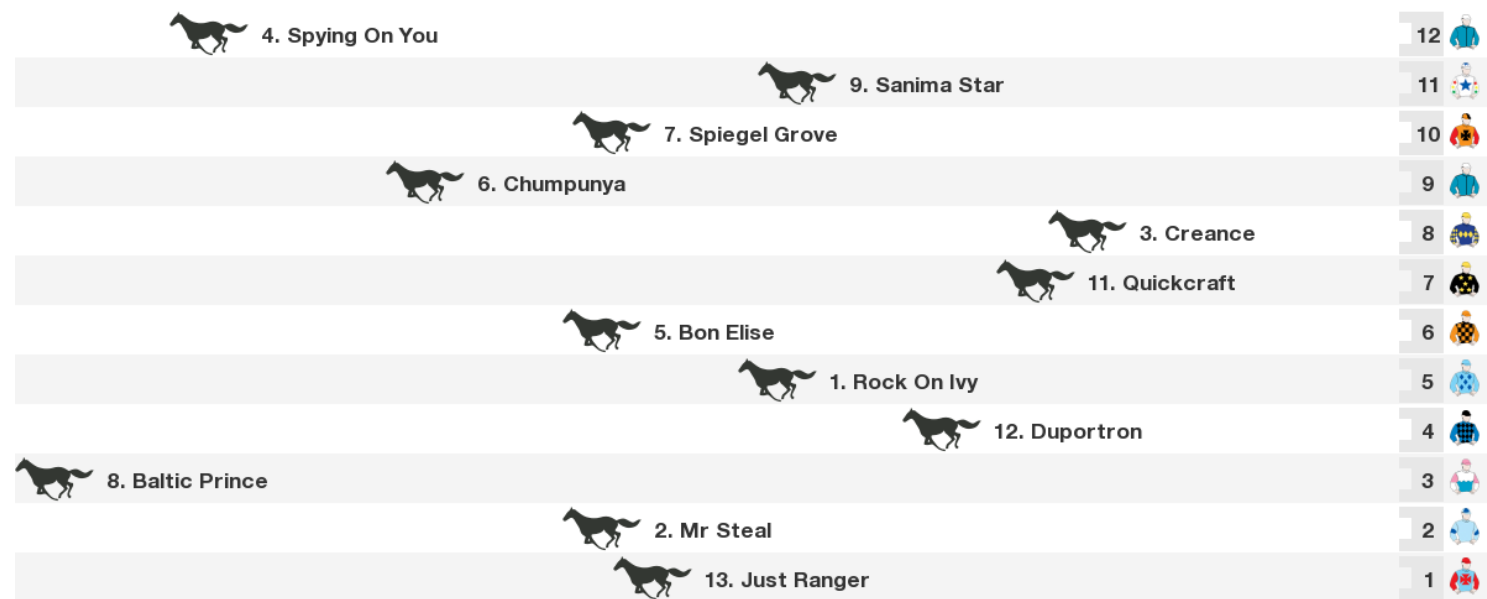 4. Spying On You 12
9. Sanima Star 11
7. Spiegel Grove 10
6. Chumpunya 9
3. Creance 8
11. Quickcraft 7
5. Bon Elise 6
1. Rock On Ivy 5
12. Duportron 4
8. Baltic Prince 3
2. Mr Steal 2
13. Just Ranger 1